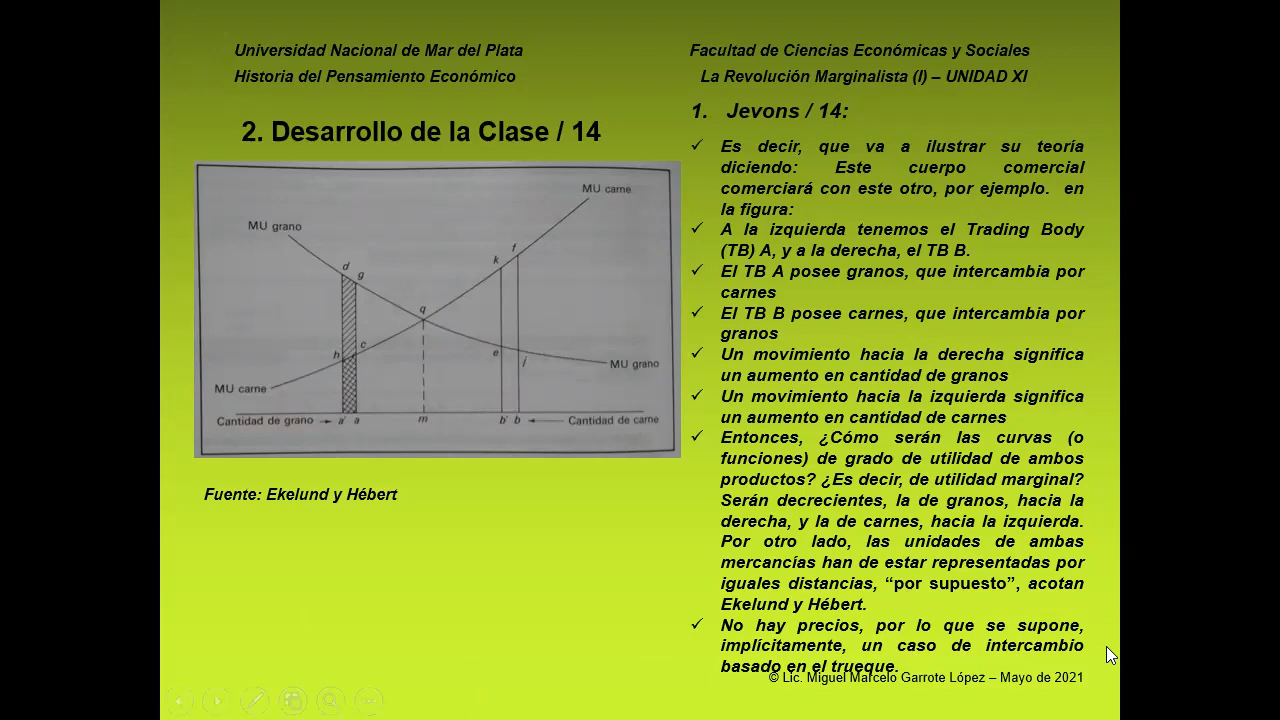 Universidad Nacional de Mar del Plata
Historia del Pensamiento Económico
Facultad de Ciencias Económicas y Sociales
La Revolución Marginalista (I) – UNIDAD XI
2. Desarrollo de la Clase / 14
MU carne
MU grano
d
g
k
f
q
h
c
e
j
MU grano
MU carne
Cantidad de grano → a' a m b' b ← Cantidad de carne
Fuente: Ekelund y Hébert
1. Jevons / 14:
✓ Es decir, que va a ilustrar su teoría
diciendo: Este cuerpo comercial
comerciará con este otro, por ejemplo. en
la figura:
✓ A la izquierda tenemos el Trading Body
(TB) A, y a la derecha, el TB B.
✓ El TB A posee granos, que intercambia por
carnes
✓ El TB B posee carnes, que intercambia por
granos
✓ Un movimiento hacia la derecha significa
un aumento en cantidad de granos
✓ Un movimiento hacia la izquierda significa
un aumento en cantidad de carnes
✓ Entonces, ¿Cómo serán las curvas (o
funciones) de grado de utilidad de ambos
productos? ¿Es decir, de utilidad marginal?
Serán decrecientes, la de granos, hacia la
derecha, y la de carnes, hacia la izquierda.
Por otro lado, las unidades de ambas
mercancías han de estar representadas por
iguales distancias, “por supuesto”, acotan
Ekelund y Hébert.
✓ No hay precios, por lo que se supone,
implícitamente, un caso de intercambio
basado en el trueque.
© Lic. Miguel Marcelo Garrote López – Mayo de 2021